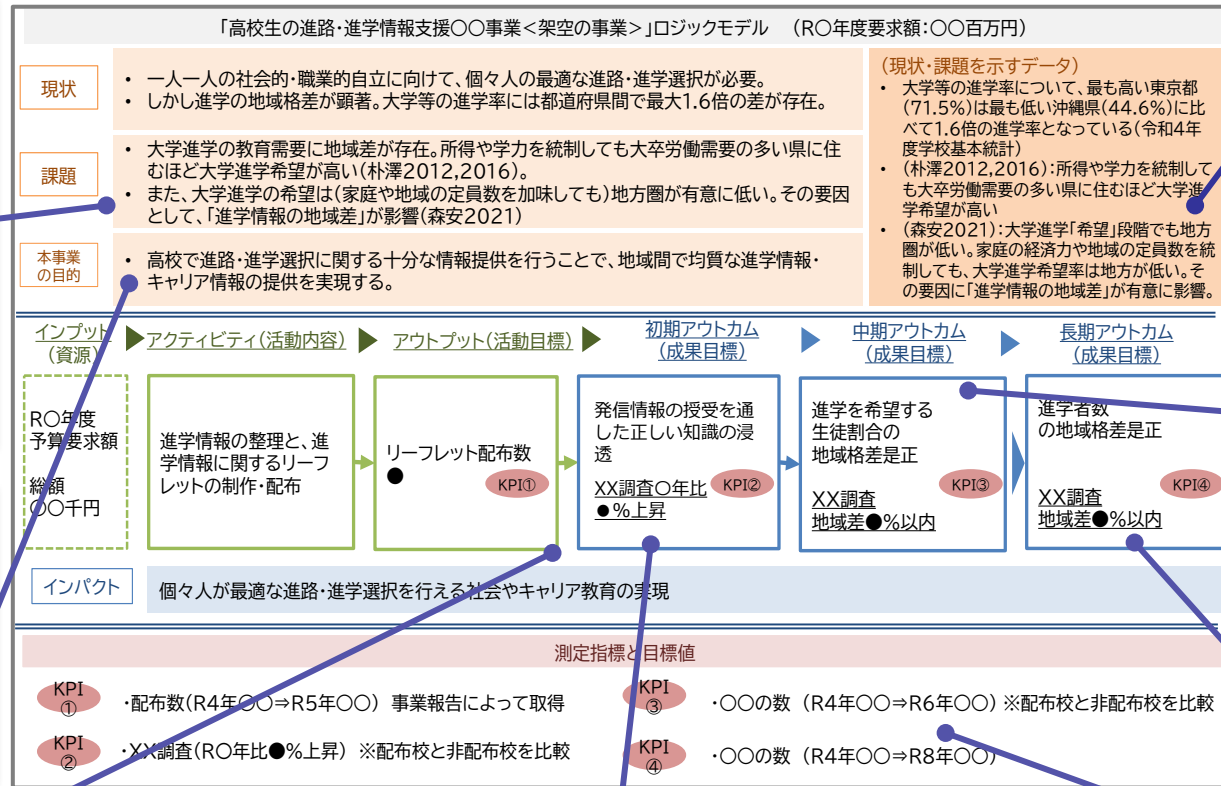 「高校生の進路・進学情報支援〇〇事業<架空の事業>」ロジックモデル　(R〇年度要求額:〇〇百万円)
現状
• 一人一人の社会的・職業的自立に向けて、個々人の最適な進路・進学選択が必要。
• しかし進学の地域格差が顕著。大学等の進学率には都道府県間で最大1.6倍の差が存在。
課題
• 大学進学の教育需要に地域差が存在。所得や学力を統制しても大卒労働需要の多い県に住
むほど大学進学希望が高い(朴澤2012,2016)。
• また、大学進学の希望は(家庭や地域の定員数を加味しても)地方圏が有意に低い。その要因
として、「進学情報の地域差」が影響(森安2021)
本事業
の目的
• 高校で進路・進学選択に関する十分な情報提供を行うことで、地域間で均質な進学情報・
キャリア情報の提供を実現する。
(現状・課題を示すデータ)
• 大学等の進学率について、最も高い東京都
(71.5%)は最も低い沖縄県(44.6%)に比
べて1.6倍の進学率となっている(令和4年
度学校基本統計)
• (朴澤2012,2016):所得や学力を統制して
も大卒労働需要の多い県に住むほど大学進
学希望が高い
• (森安2021):大学進学「希望」段階でも地方
圏が低い。家庭の経済力や地域の定員数を統
制しても、大学進学希望率は地方が低い。そ
の要因に「進学情報の地域差」が有意に影響。
インプット
(資源)
アクティビティ(活動内容)
アウトプット(活動目標)
初期アウトカム
(成果目標)
中期アウトカム
(成果目標)
長期アウトカム
(成果目標)
R〇年度
予算要求額
総額
〇〇千円
進学情報の整理と、進
学情報に関するリーフ
レットの制作・配布
リーフレット配布数
●
KPI①
発信情報の授受を通
した正しい知識の浸
透
XX調査〇年比
●%上昇
KPI②
進学を希望する
生徒割合の
地域格差是正
XX調査
地域差●%以内
KPI③
進学者数
の地域格差是正
XX調査
地域差●%以内
KPI④
インパクト
個々人が最適な進路・進学選択を行える社会やキャリア教育の実現
測定指標と目標値
KPI
①
・配布数(R4年〇〇⇒R5年〇〇) 事業報告によって取得
KPI
②
・XX調査(R〇年比●%上昇) ※配布校と非配布校を比較
KPI
③
・〇〇の数 (R4年〇〇⇒R6年〇〇) ※配布校と非配布校を比較
KPI
④
・〇〇の数 (R4年〇〇⇒R8年〇〇)